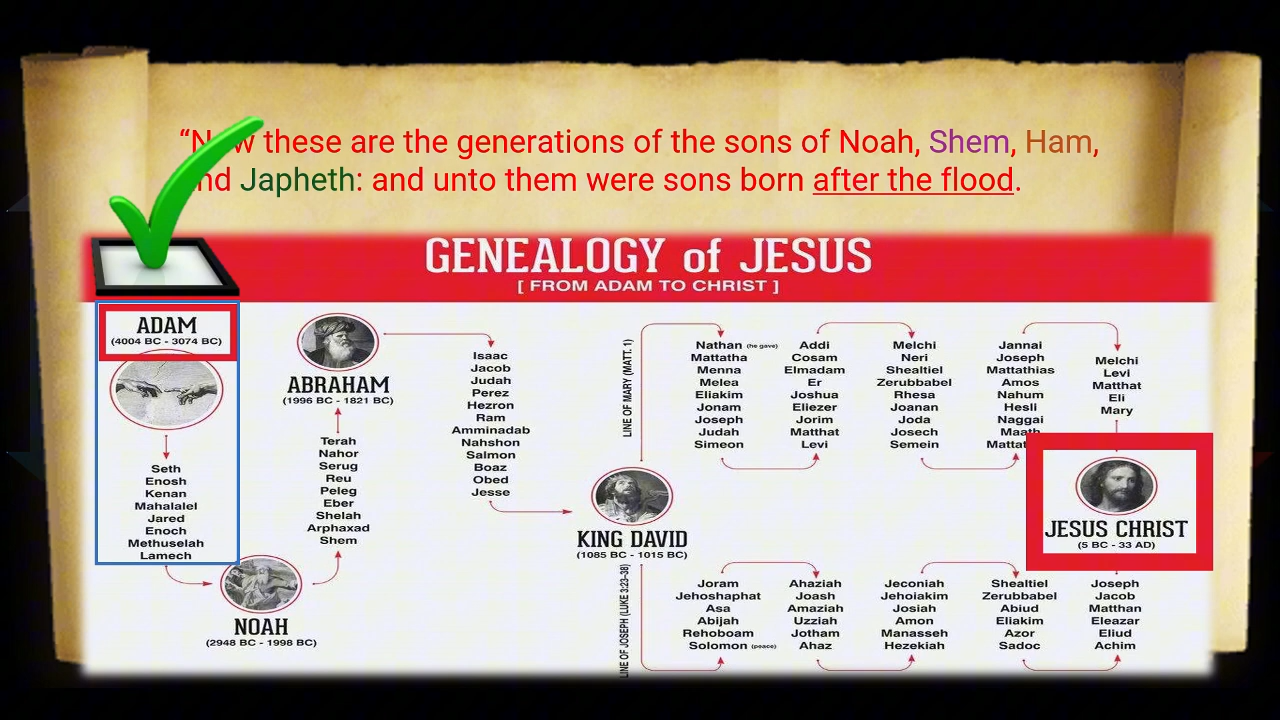 “Now these are the generations of the sons of Noah, Shem, Ham,
and Japheth: and unto them were sons born after the flood.
GENEALOGY of JESUS
[ FROM ADAM TO CHRIST ]
ADAM
(4004 BC - 3074 BC)
Seth
Enosh
Kenan
Mahalalel
Jared
Enoch
Methuselah
Lamech
NOAH
(2948 BC - 1998 BC)
ABRAHAM
(1996 BC - 1821 BC)
Terah
Nahor
Serug
Reu
Peleg
Eber
Shelah
Arphaxad
Shem
Isaac
Jacob
Judah
Perez
Hezron
Ram
Amminadab
Nahshon
Salmon
Boaz
Obed
Jesse
KING DAVID
(1085 BC - 1015 BC)
LINE OF MARY (MATT. 1)
Nathan (he gave)
Mattatha
Menna
Melea
Eliakim
Jonam
Joseph
Judah
Simeon
Addi
Cosam
Elmadam
Er
Joshua
Eliezer
Jorim
Matthat
Levi
Melchi
Neri
Shealtiel
Zerubbabel
Rhesa
Joanan
Joda
Josech
Semein
Jannai
Joseph
Mattathias
Amos
Nahum
Hesli
Naggai
Maath
Melchi
Levi
Matthat
Eli
Mary
JESUS CHRIST
(5 BC - 33 AD)
LINE OF JOSEPH (LUKE 3:23-38)
Joram
Jehoshaphat
Asa
Abijah
Rehoboam
Solomon (peace)
Ahaziah
Joash
Amaziah
Uzziah
Jotham
Ahaz
Jeconiah
Jehoiakim
Josiah
Amon
Manasseh
Hezekiah
Shealtiel
Zerubbabel
Abiud
Eliakim
Azor
Sadoc
Joseph
Jacob
Matthan
Eleazar
Eliud
Achim